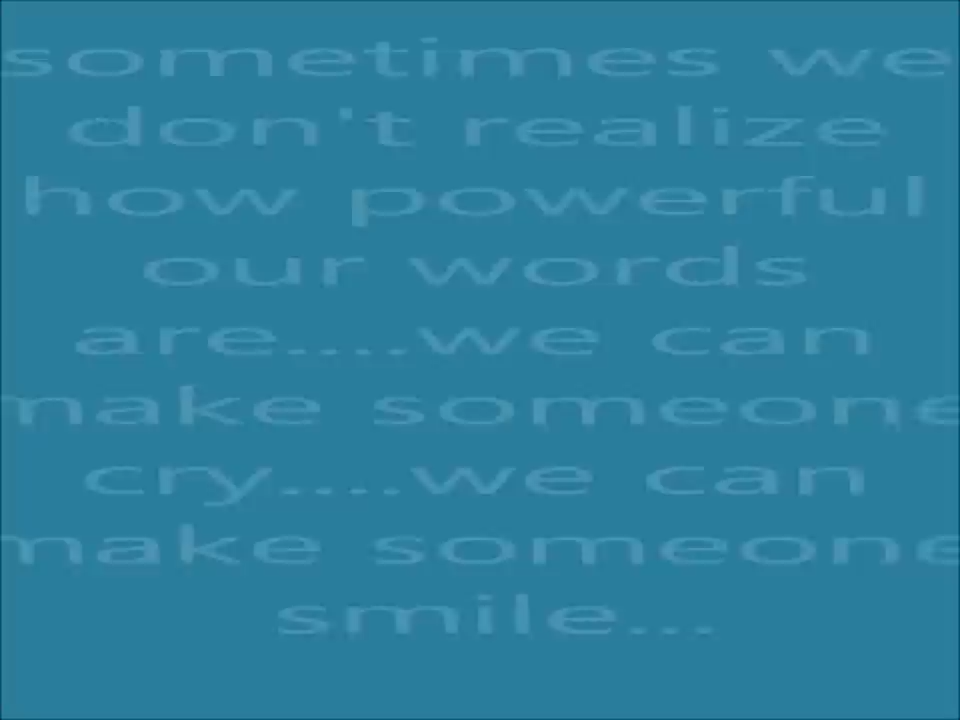 sometimes we
don't realize
how powerful
our words
are....we can
make someone
cry....we can
make someone
smile...